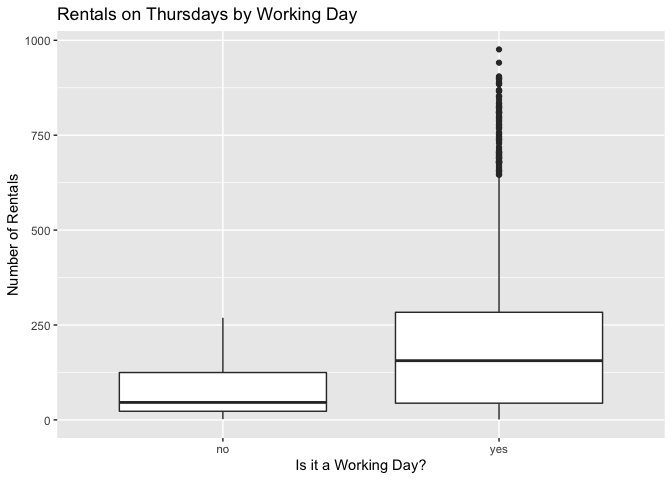 Rentals on Thursdays by Working Day
1000
750
500
250
0
Number of Rentals
no
yes
Is it a Working Day?